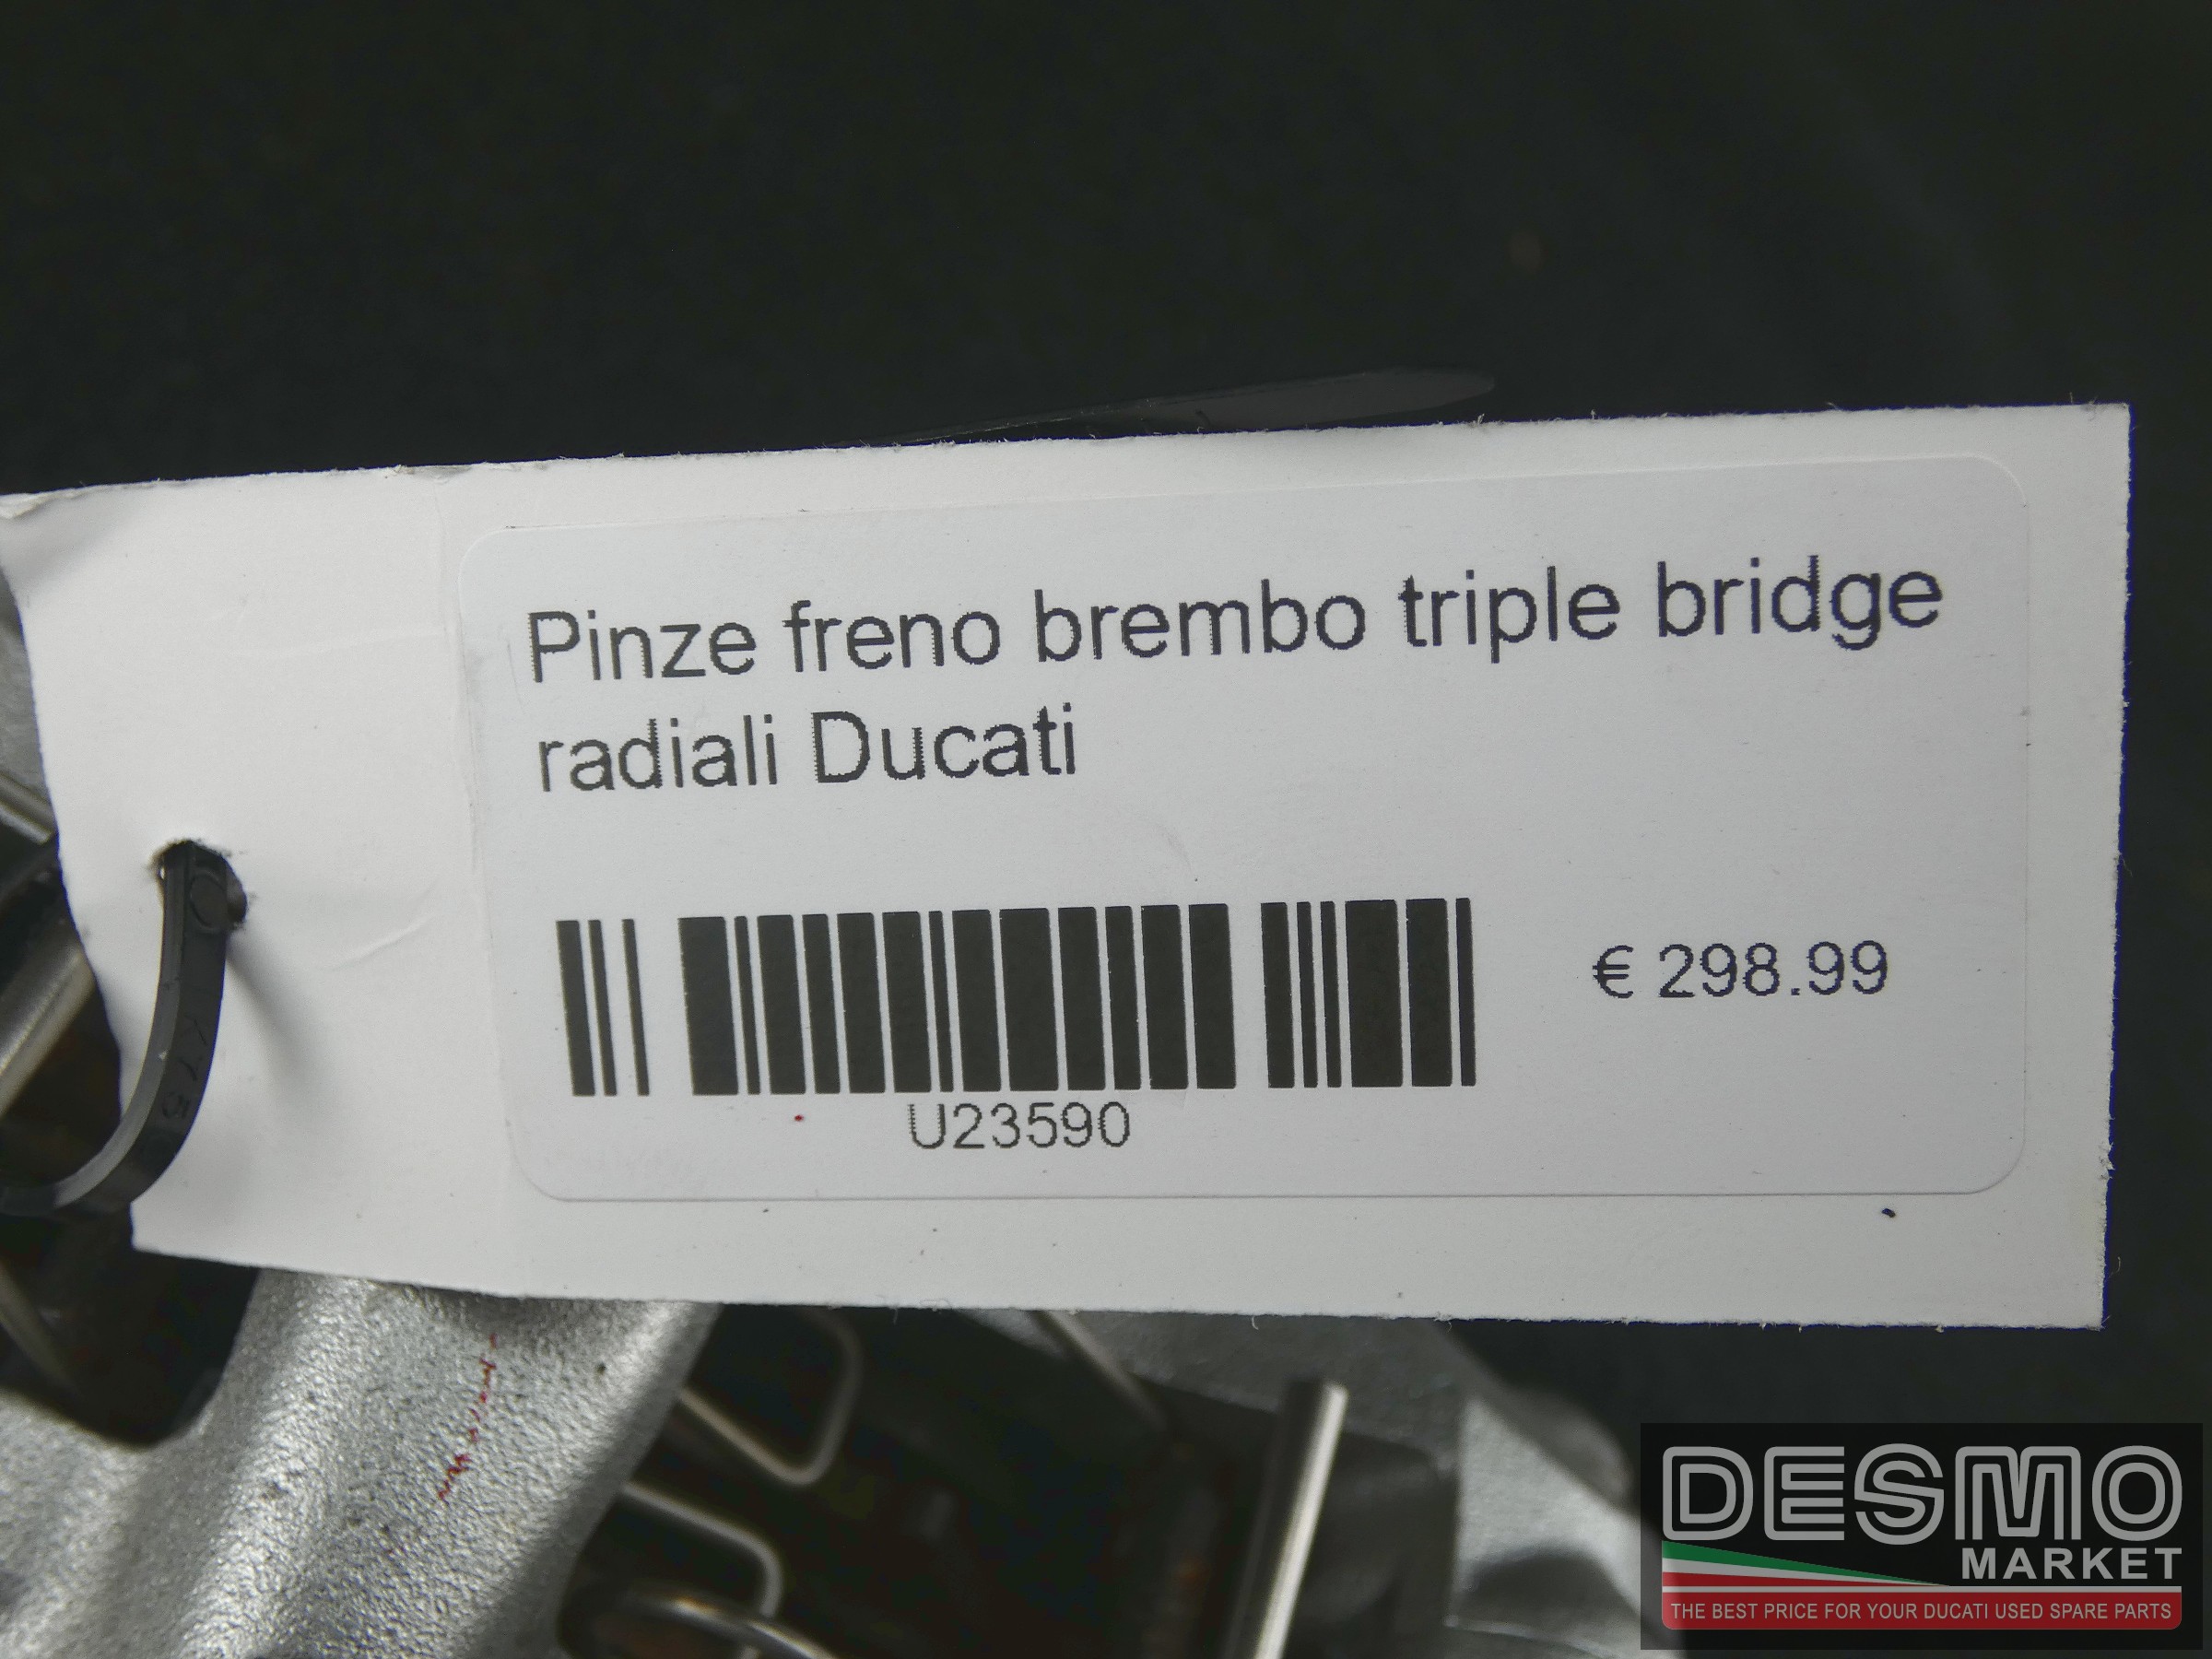 Pinze freno brembo triple bridge
radiali Ducati
€ 298.99
U23590
KT5
DESMO
MARKET
THE BEST PRICE FOR YOUR DUCATI USED SPARE PARTS